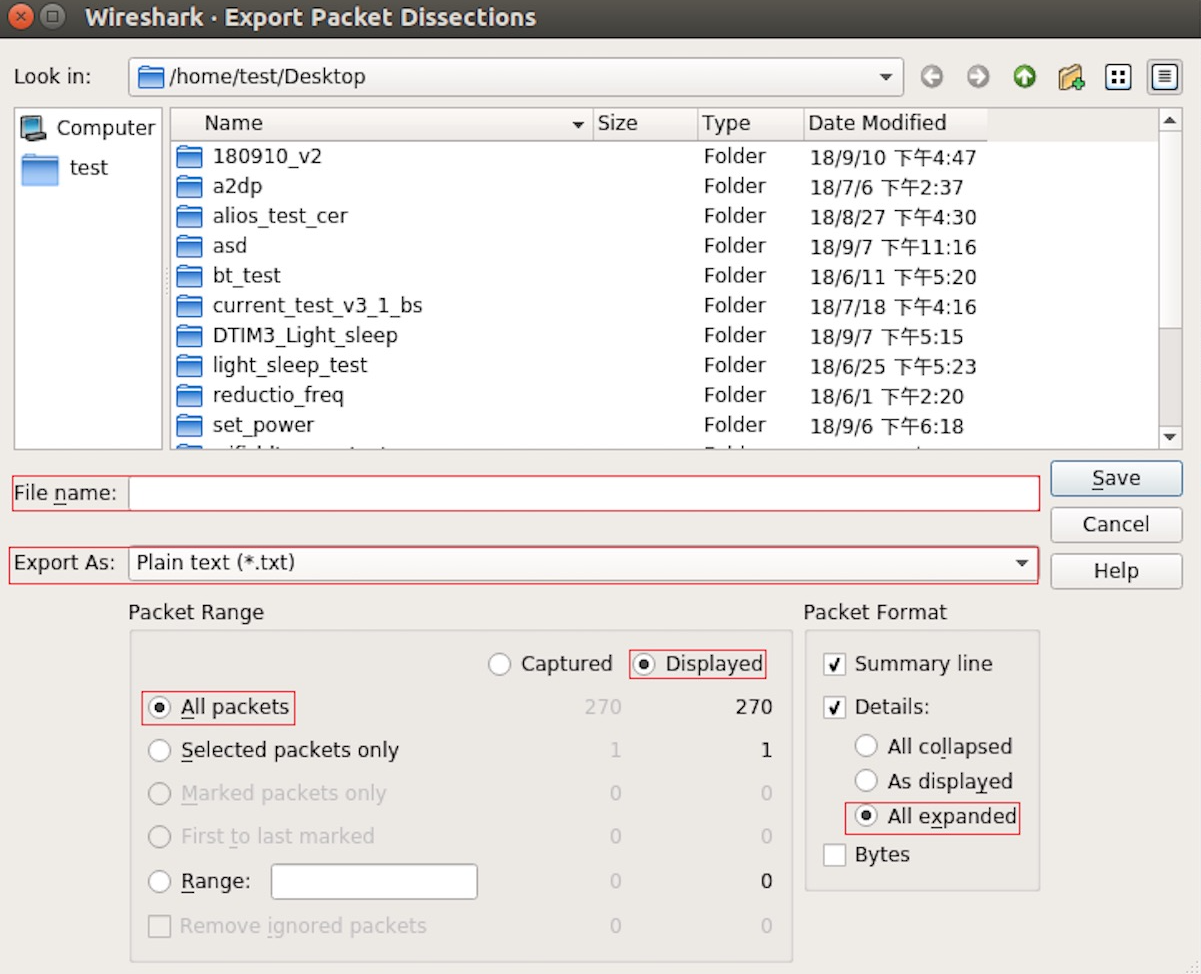 Wireshark · Export Packet Dissections
Look in: /home/test/Desktop
Computer
test
Name Size Type Date Modified
180910_v2 Folder 18/9/10 下午4:47
a2dp Folder 18/7/6 下午2:37
alios_test_cer Folder 18/8/27 下午4:30
asd Folder 18/9/7 下午11:16
bt_test Folder 18/6/11 下午5:20
current_test_v3_1_bs Folder 18/7/18 下午4:16
DTIM3_Light_sleep Folder 18/9/7 下午5:15
light_sleep_test Folder 18/6/25 下午5:23
reductio_freq Folder 18/6/1 下午2:20
set_power Folder 18/9/6 下午6:18
File name:
Save
Cancel
Export As: Plain text (*.txt)
Help
Packet Range
Captured Displayed
All packets 270 270
Selected packets only 1 1
Marked packets only 0 0
First to last marked 0 0
Range: 0 0
Remove ignored packets 0 0
Packet Format
Summary line
Details:
All collapsed
As displayed
All expanded
Bytes